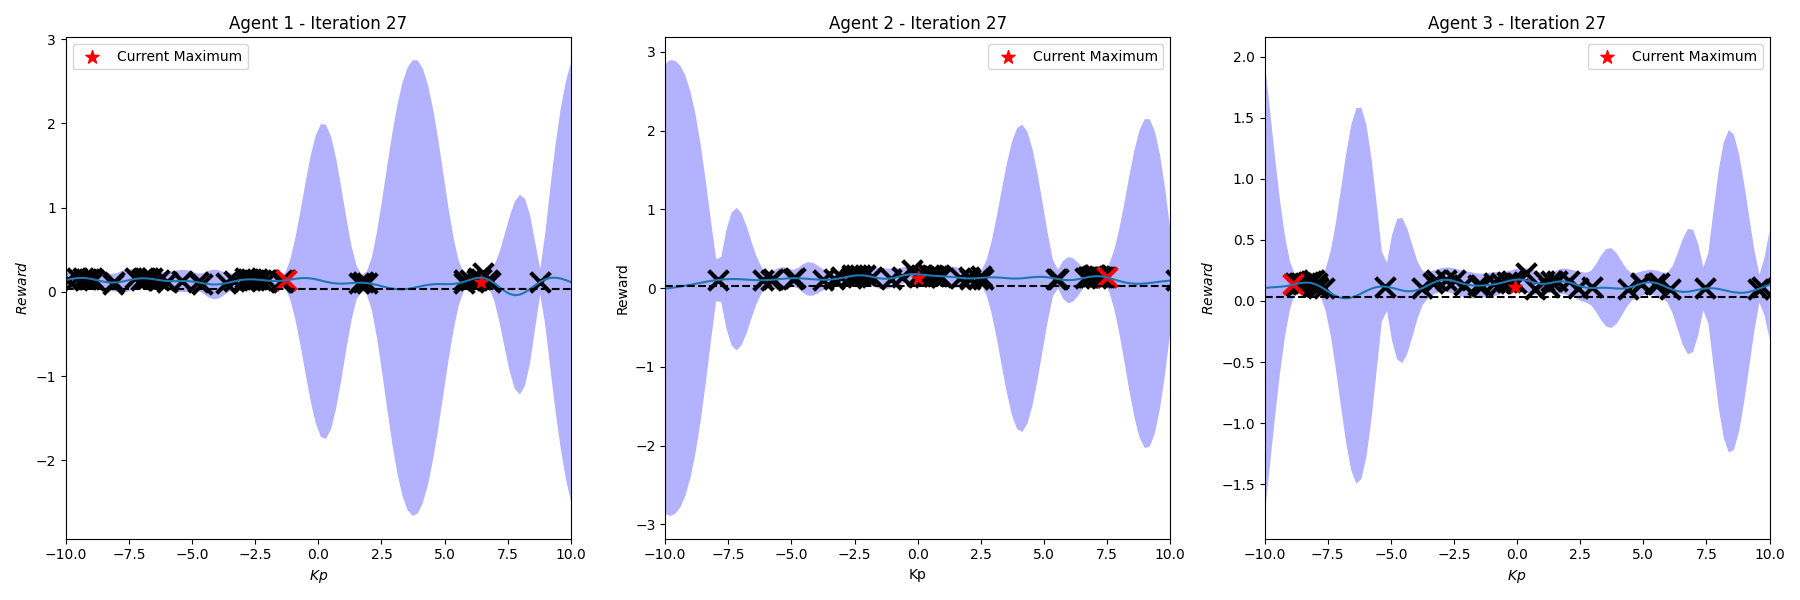 Agent 1 - Iteration 27
Current Maximum
3
2
1
0
−1
−2
Reward
−10.0 −7.5 −5.0 −2.5 0.0 2.5 5.0 7.5 10.0
Kp
Agent 2 - Iteration 27
Current Maximum
3
2
1
0
−1
−2
−3
Reward
−10.0 −7.5 −5.0 −2.5 0.0 2.5 5.0 7.5 10.0
Kp
Agent 3 - Iteration 27
Current Maximum
2.0
1.5
1.0
0.5
0.0
−0.5
−1.0
−1.5
Reward
−10.0 −7.5 −5.0 −2.5 0.0 2.5 5.0 7.5 10.0
Kp